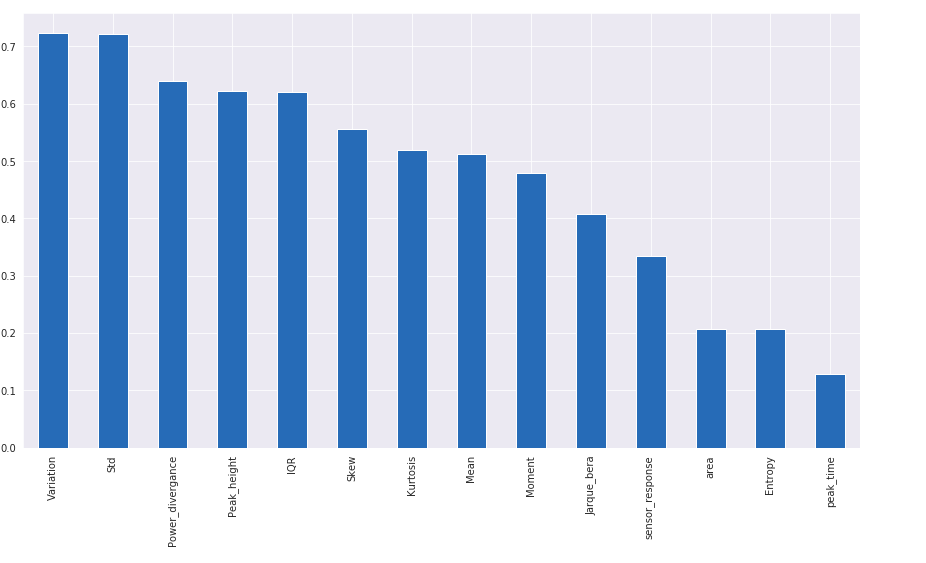 0.7
0.6
0.5
0.4
0.3
0.2
0.1
0.0
Variation
Std
Power_divergance
Peak_height
IQR
Skew
Kurtosis
Mean
Moment
Jarque_bera
sensor_response
area
Entropy
peak_time